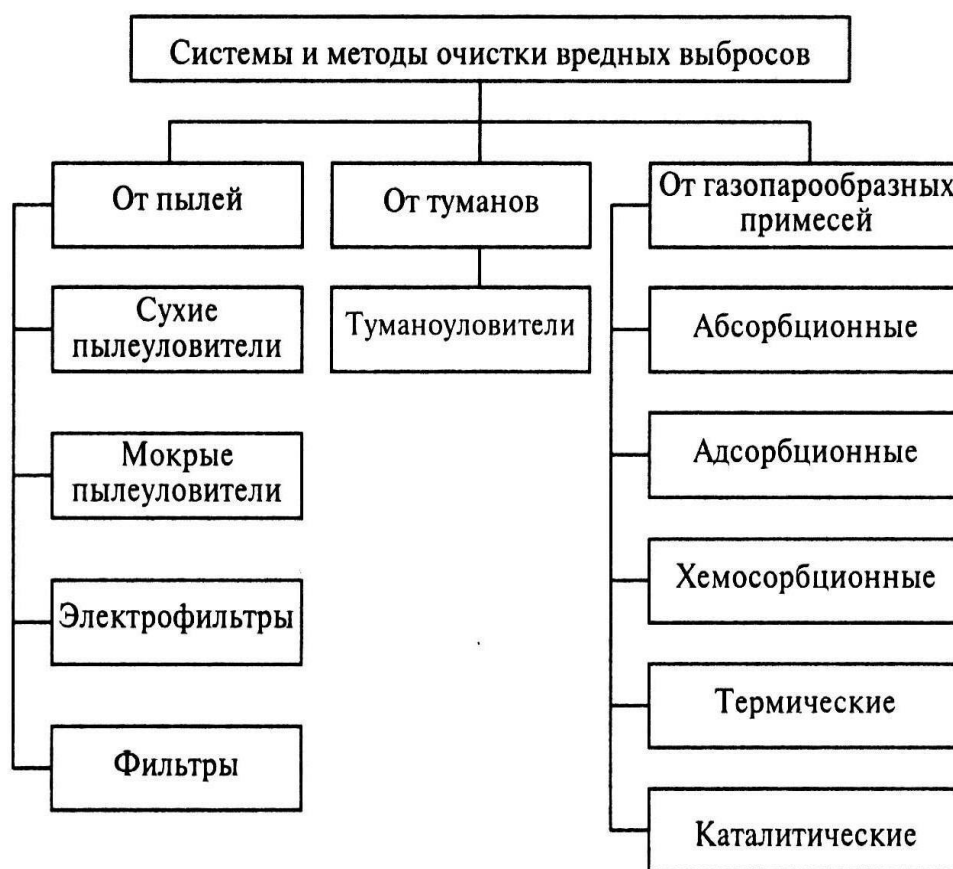 Системы и методы очистки вредных выбросов
От пылей
Сухие
пылеуловители
Мокрые
пылеуловители
Электрофильтры
Фильтры
От туманов
Туманоуловители
От газопарообразных
примесей
Абсорбционные
Адсорбционные
Хемосорбционные
Термические
Каталитические